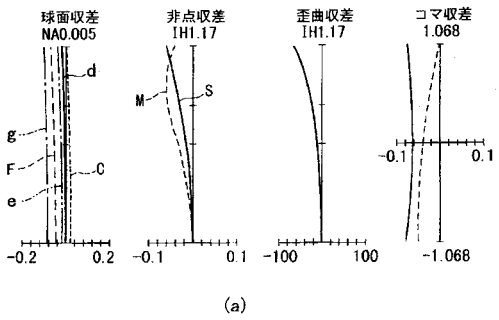 球面収差
NA0.005
非点収差
IH1.17
歪曲収差
IH1.17
コマ収差
1.068
d
g
F
e
C
-0.2
0.2
M
S
-0.1
0.1
-100
100
-0.1
0.1
-1.068
(a)